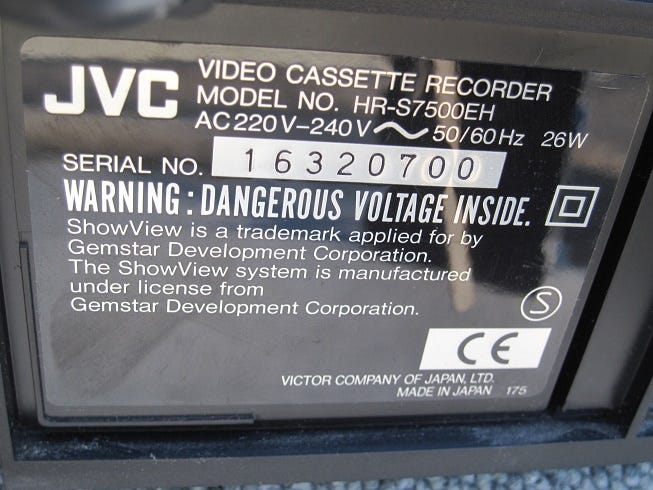 JVC VIDEO CASSETTE RECORDER
MODEL NO. HR-S7500EH
AC220V-240V～ 50/60Hz 26W
SERIAL NO. 16320700
WARNING: DANGEROUS VOLTAGE INSIDE.
ShowView is a trademark applied for by
Gemstar Development Corporation.
The ShowView system is manufactured
under license from
Gemstar Development Corporation.
S
CE
VICTOR COMPANY OF JAPAN, LTD.
MADE IN JAPAN 175